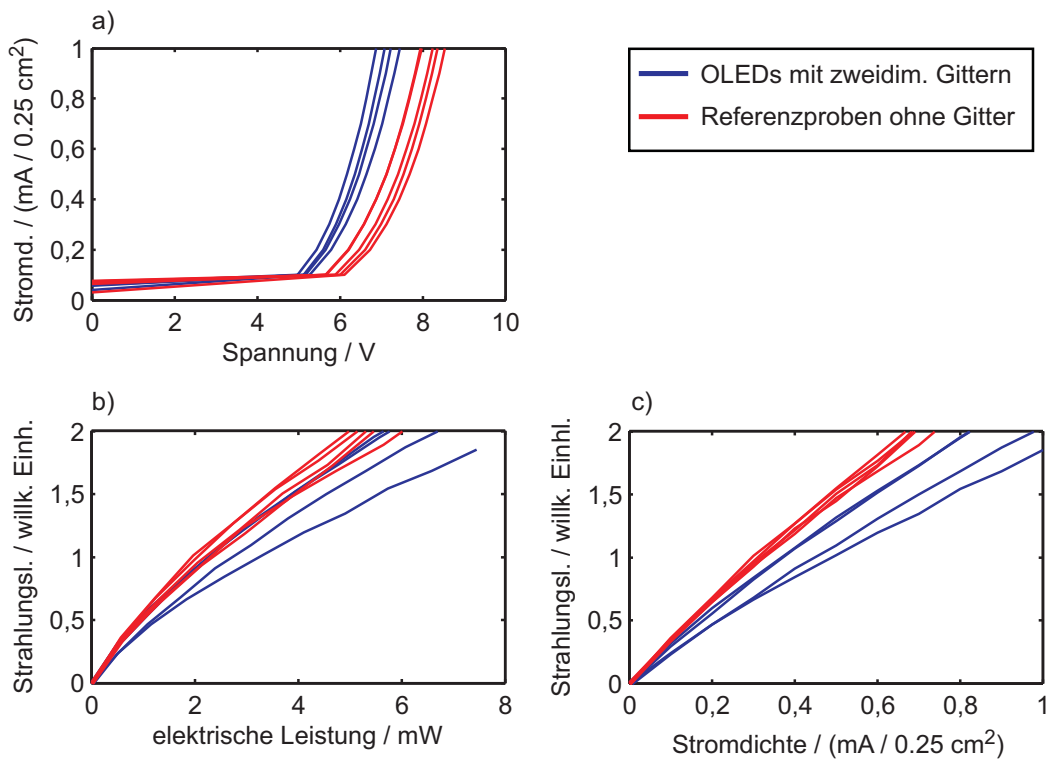 a)
Stromd. / (mA / 0.25 cm²)
1
0,8
0,6
0,4
0,2
0
0 2 4 6 8 10
Spannung / V
OLEDs mit zweidim. Gittern
Referenzproben ohne Gitter
b)
Strahlungsl. / willk. Einh.
2
1,5
1
0,5
0
0 2 4 6 8
elektrische Leistung / mW
c)
Strahlungsl. / willk. Einhl.
2
1,5
1
0,5
0
0 0,2 0,4 0,6 0,8 1
Stromdichte / (mA / 0.25 cm²)